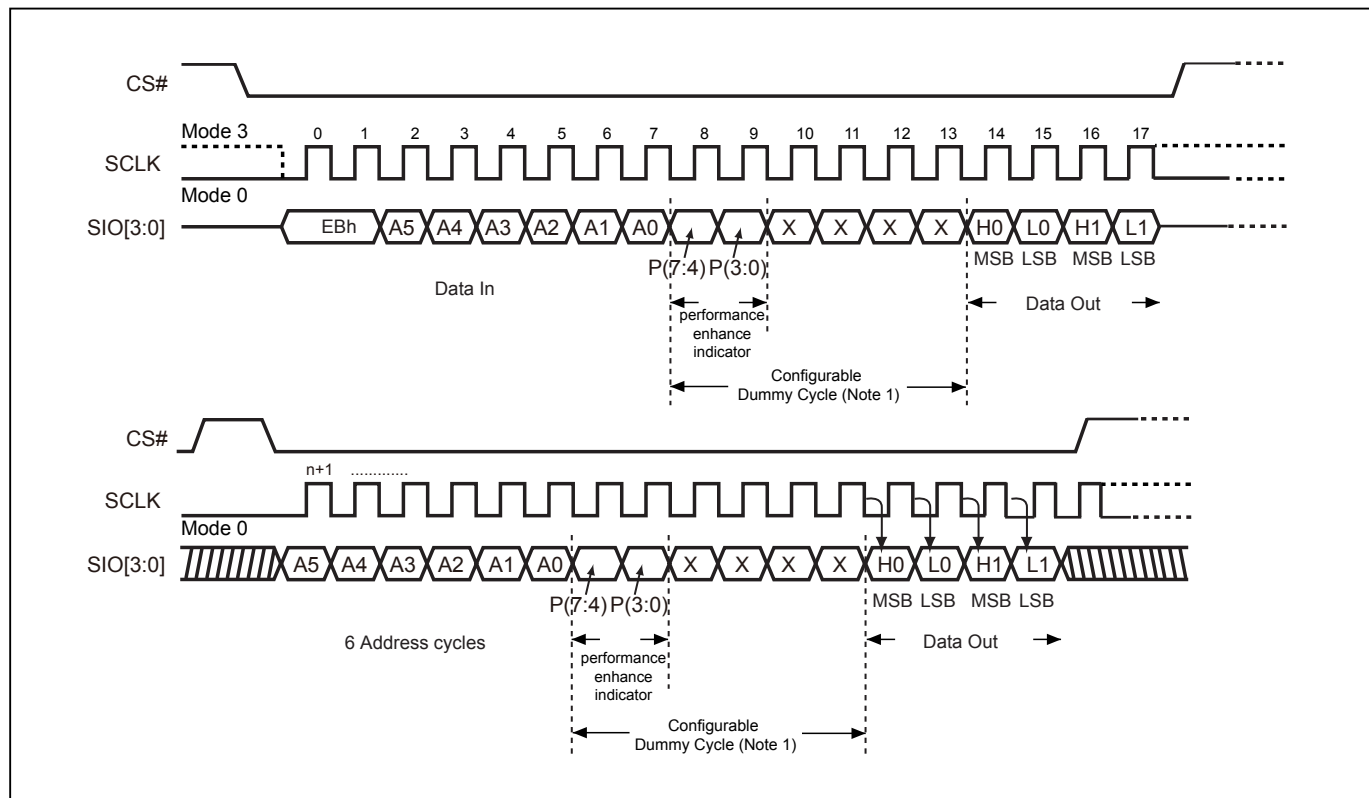 CS#
Mode 3
0 1 2 3 4 5 6 7 8 9 10 11 12 13 14 15 16 17
SCLK
Mode 0
SIO[3:0] EBh A5 A4 A3 A2 A1 A0 X X X X H0 L0 H1 L1
P(7:4) P(3:0) MSB LSB MSB LSB
Data In Data Out
performance
enhance
indicator
Configurable
Dummy Cycle (Note 1)
CS#
n+1 .............
SCLK
Mode 0
SIO[3:0] A5 A4 A3 A2 A1 A0 X X X X H0 L0 H1 L1
P(7:4) P(3:0) MSB LSB MSB LSB
6 Address cycles Data Out
performance
enhance
indicator
Configurable
Dummy Cycle (Note 1)